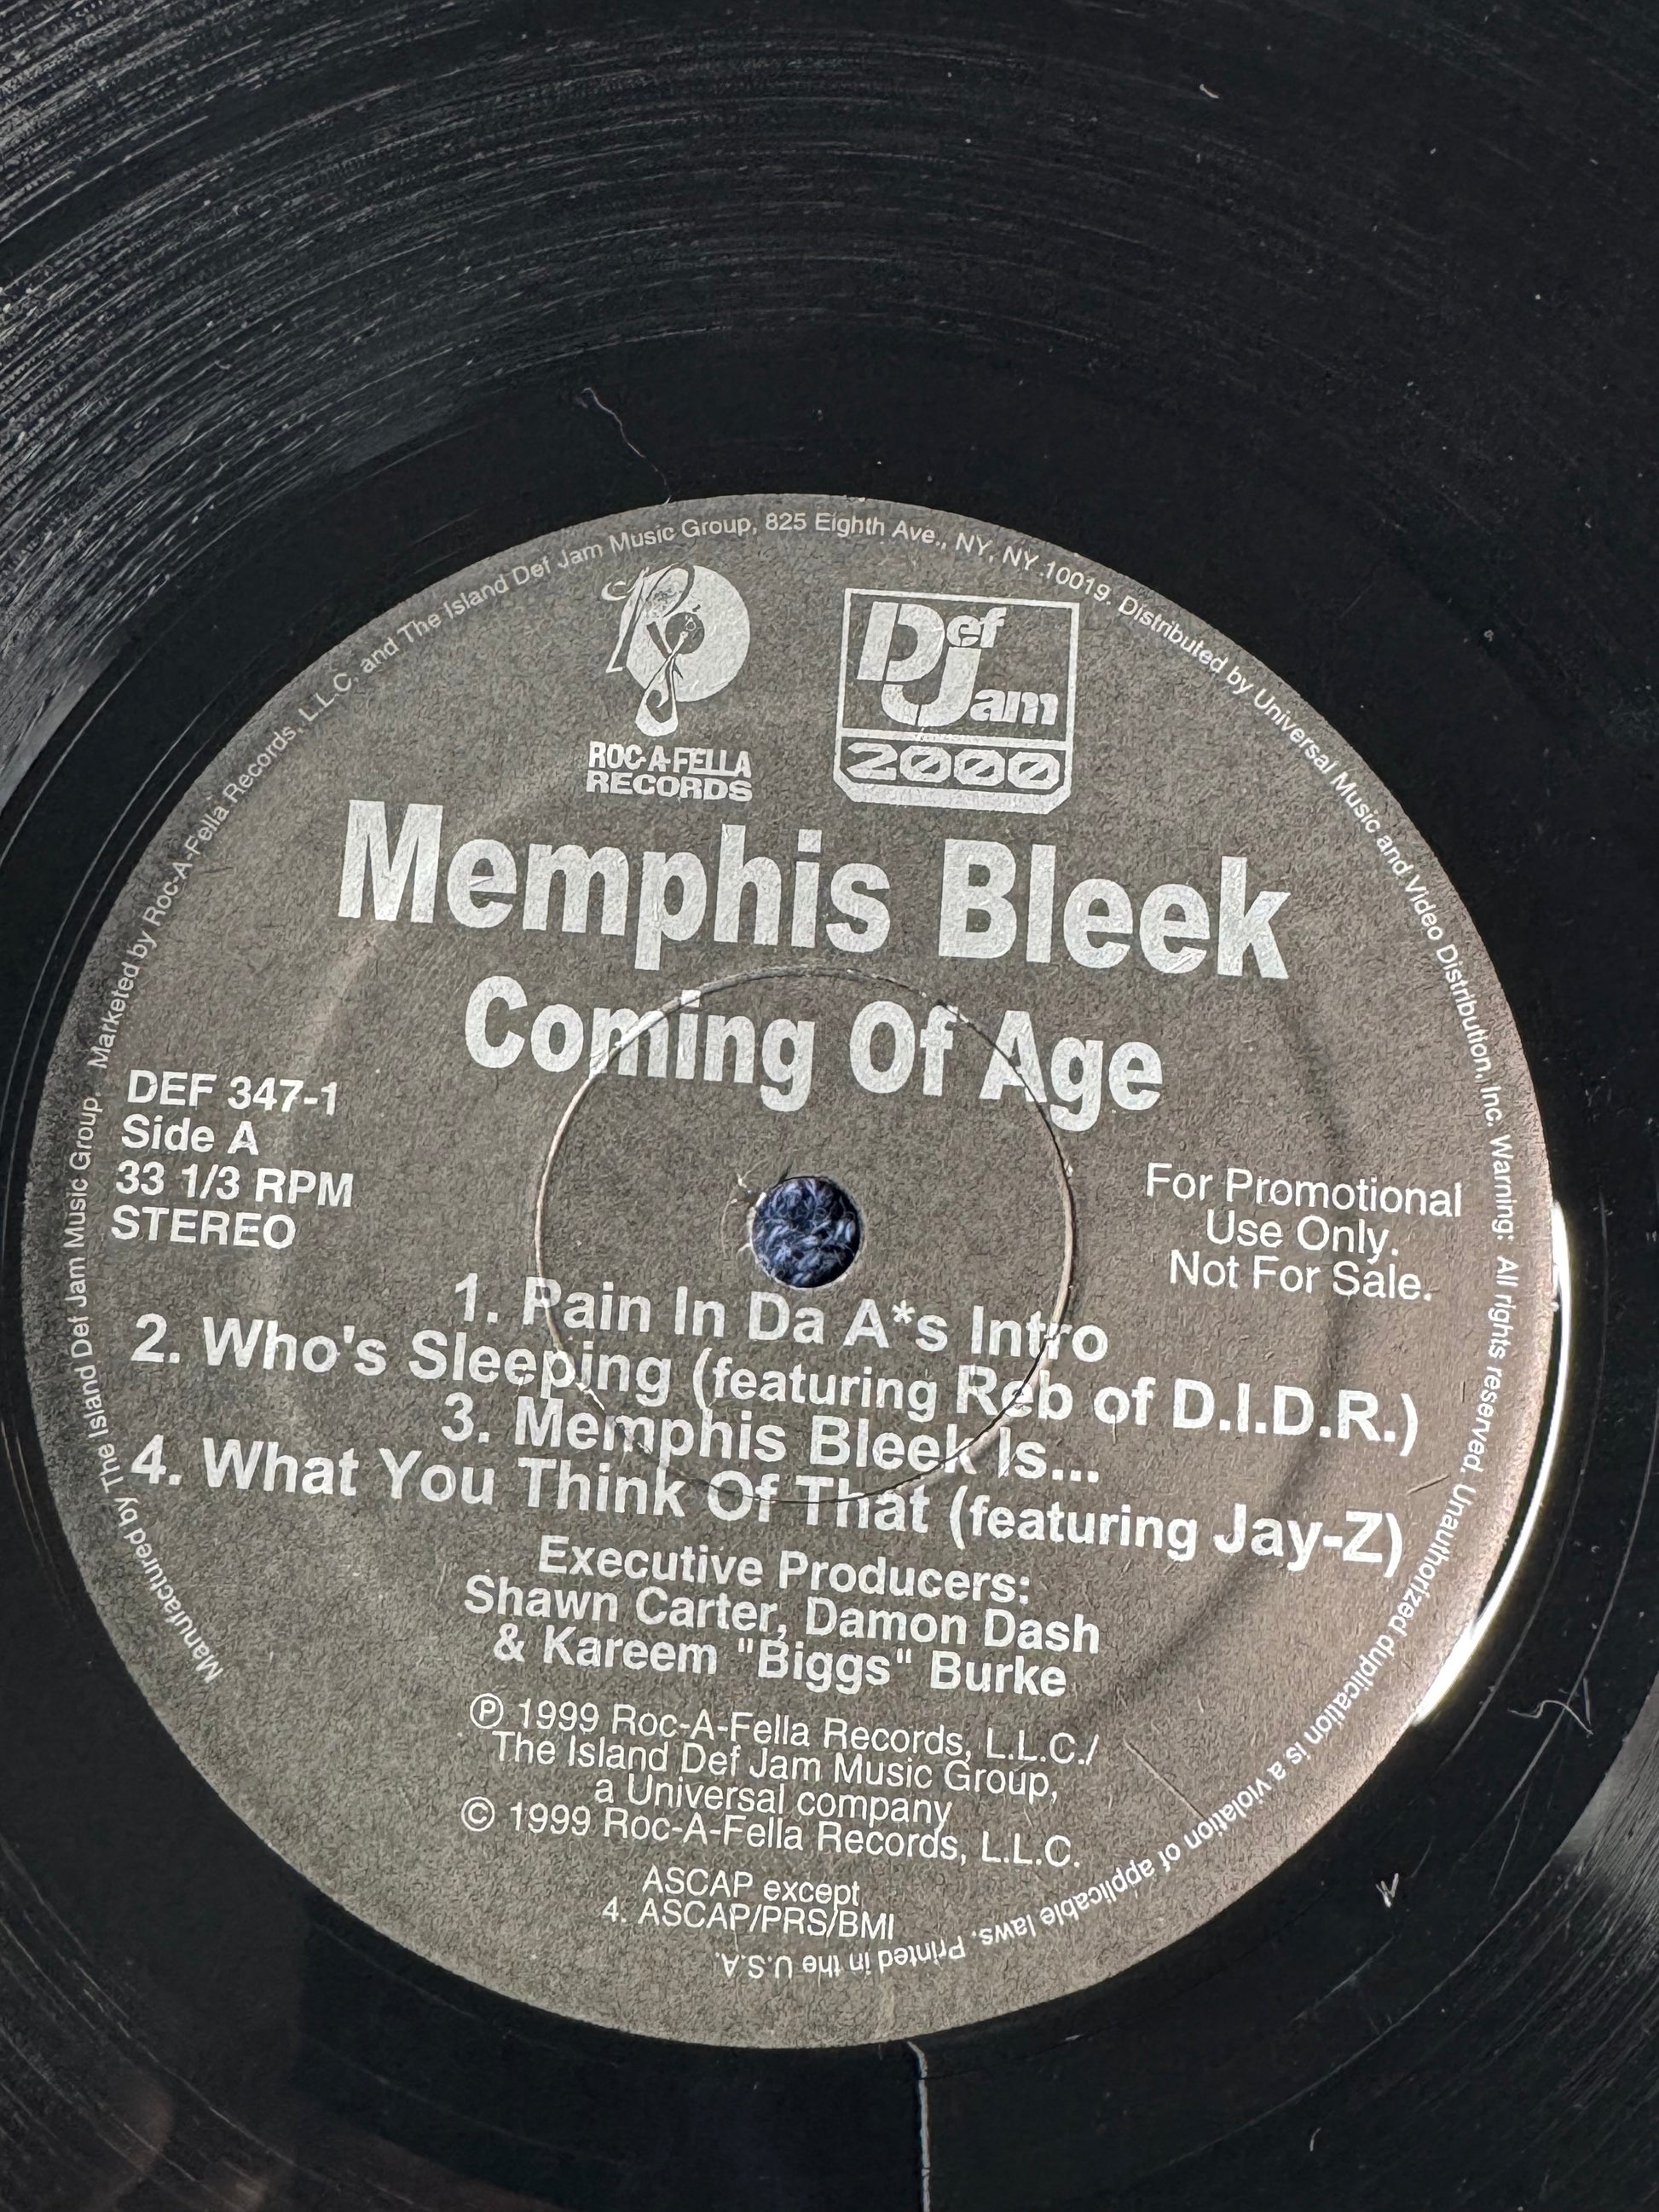 Manufactured by The Island Def Jam Music Group. Marketed by Roc-A-Fella Records, L.L.C. and The Island Def Jam Music Group, 825 Eighth Ave., NY, NY 10019. Distributed by Universal Music and Video Distribution, Inc. Warning: All rights reserved. Unauthorized duplication is a violation of applicable laws. Printed in the U.S.A.
ROC-A-FELLA
RECORDS
Def
Jam
2000
Memphis Bleek
Coming Of Age
DEF 347-1
Side A
33 1/3 RPM
STEREO
For Promotional
Use Only.
Not For Sale.
1. Pain In Da A*s Intro
2. Who's Sleeping (featuring Reb of D.I.D.R.)
3. Memphis Bleek Is...
4. What You Think Of That (featuring Jay-Z)
Executive Producers:
Shawn Carter, Damon Dash
& Kareem "Biggs" Burke
℗ 1999 Roc-A-Fella Records, L.L.C./
The Island Def Jam Music Group,
a Universal company
© 1999 Roc-A-Fella Records, L.L.C.
ASCAP except
4. ASCAP/PRS/BMI